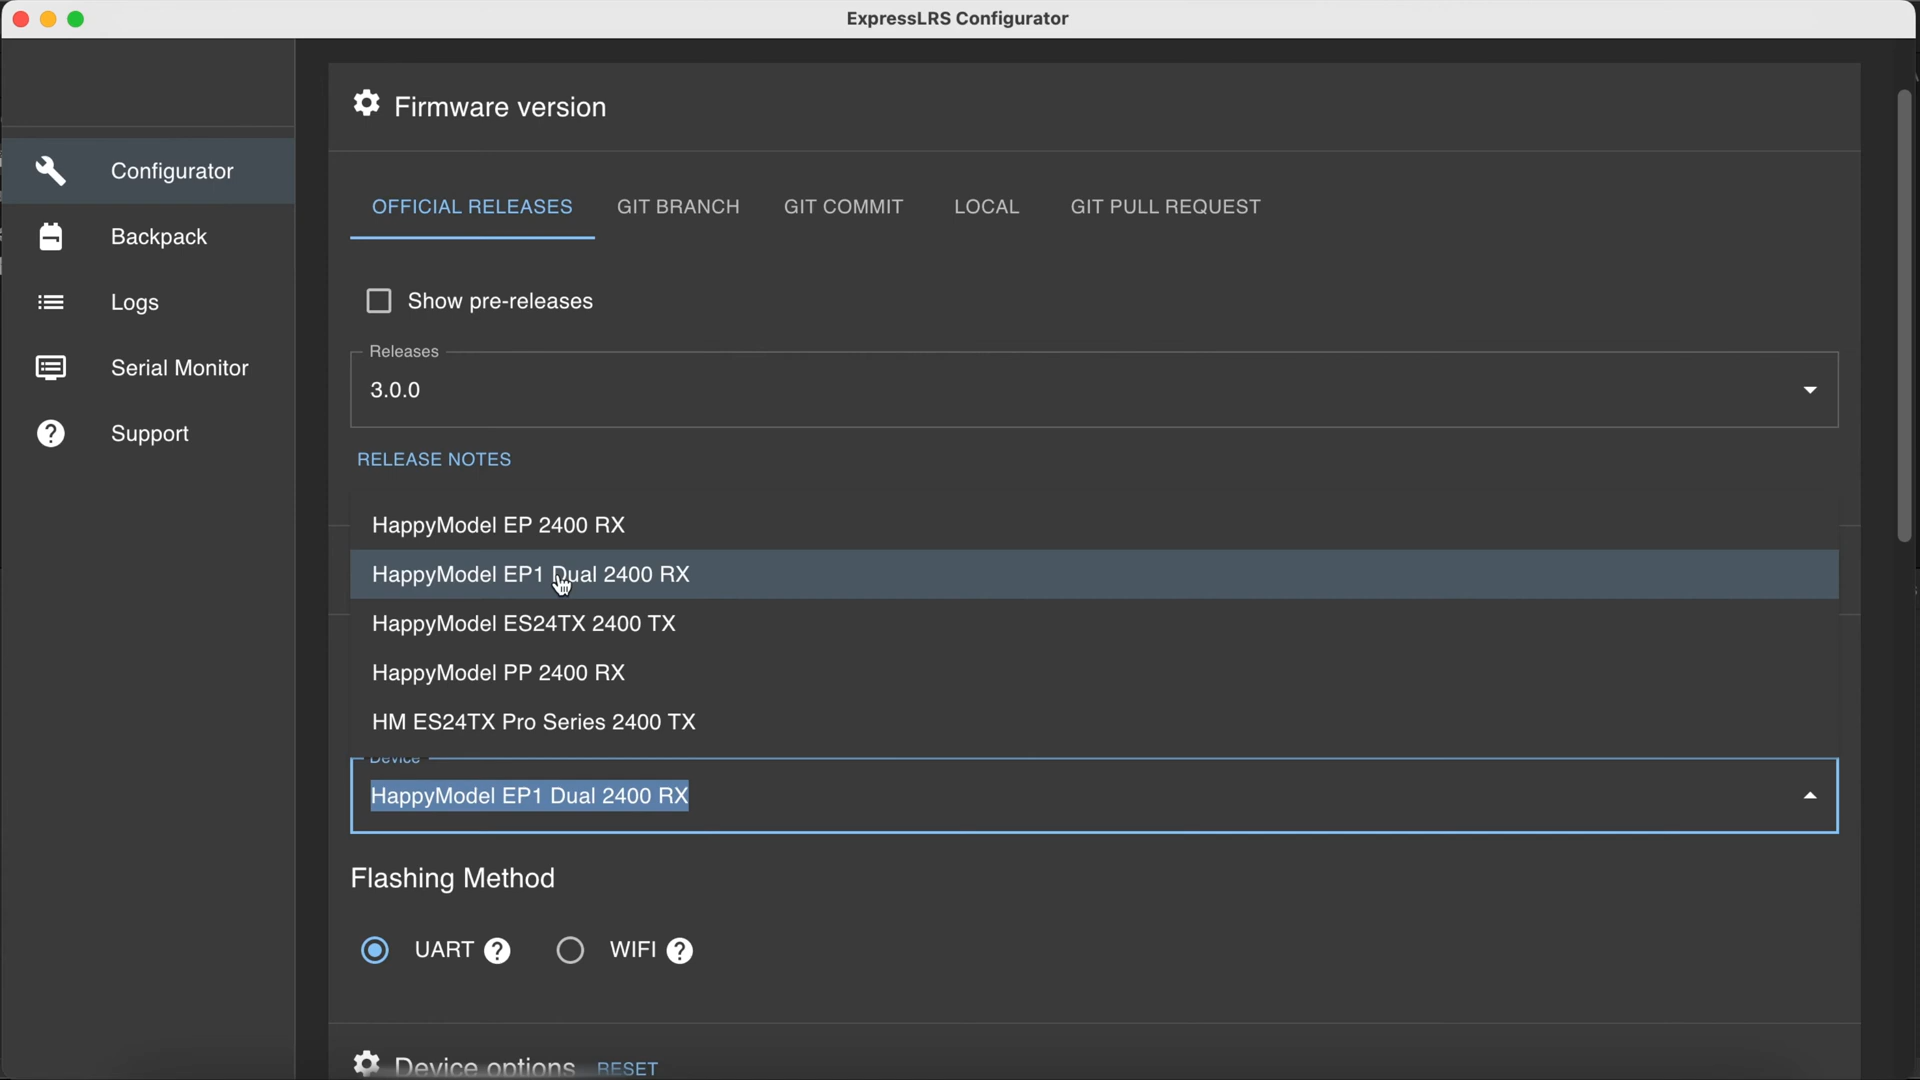 ExpressLRS Configurator
Configurator
Backpack
Logs
Serial Monitor
Support
Firmware version
OFFICIAL RELEASES GIT BRANCH GIT COMMIT LOCAL GIT PULL REQUEST
Show pre-releases
Releases
3.0.0
RELEASE NOTES
HappyModel EP 2400 RX
HappyModel EP1 Dual 2400 RX
HappyModel ES24TX 2400 TX
HappyModel PP 2400 RX
HM ES24TX Pro Series 2400 TX
Device
HappyModel EP1 Dual 2400 RX
Flashing Method
UART ? WIFI ?
Device options RESET